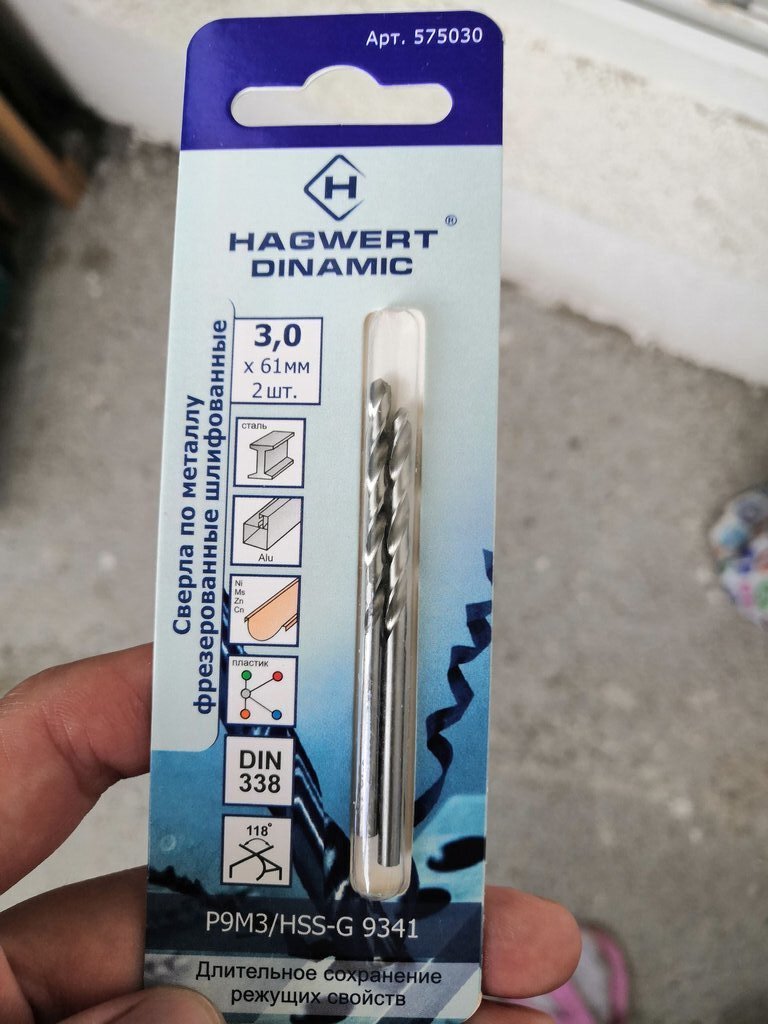 Арт. 575030
H
HAGWERT ®
DINAMIC
3,0
x 61мм
2 шт.
Сверла по металлу
фрезерованные шлифованные
сталь
Alu
Ni
Ms
Zn
Cn
пластик
DIN
338
118°
P9M3/HSS-G 9341
Длительное сохранение
режущих свойств